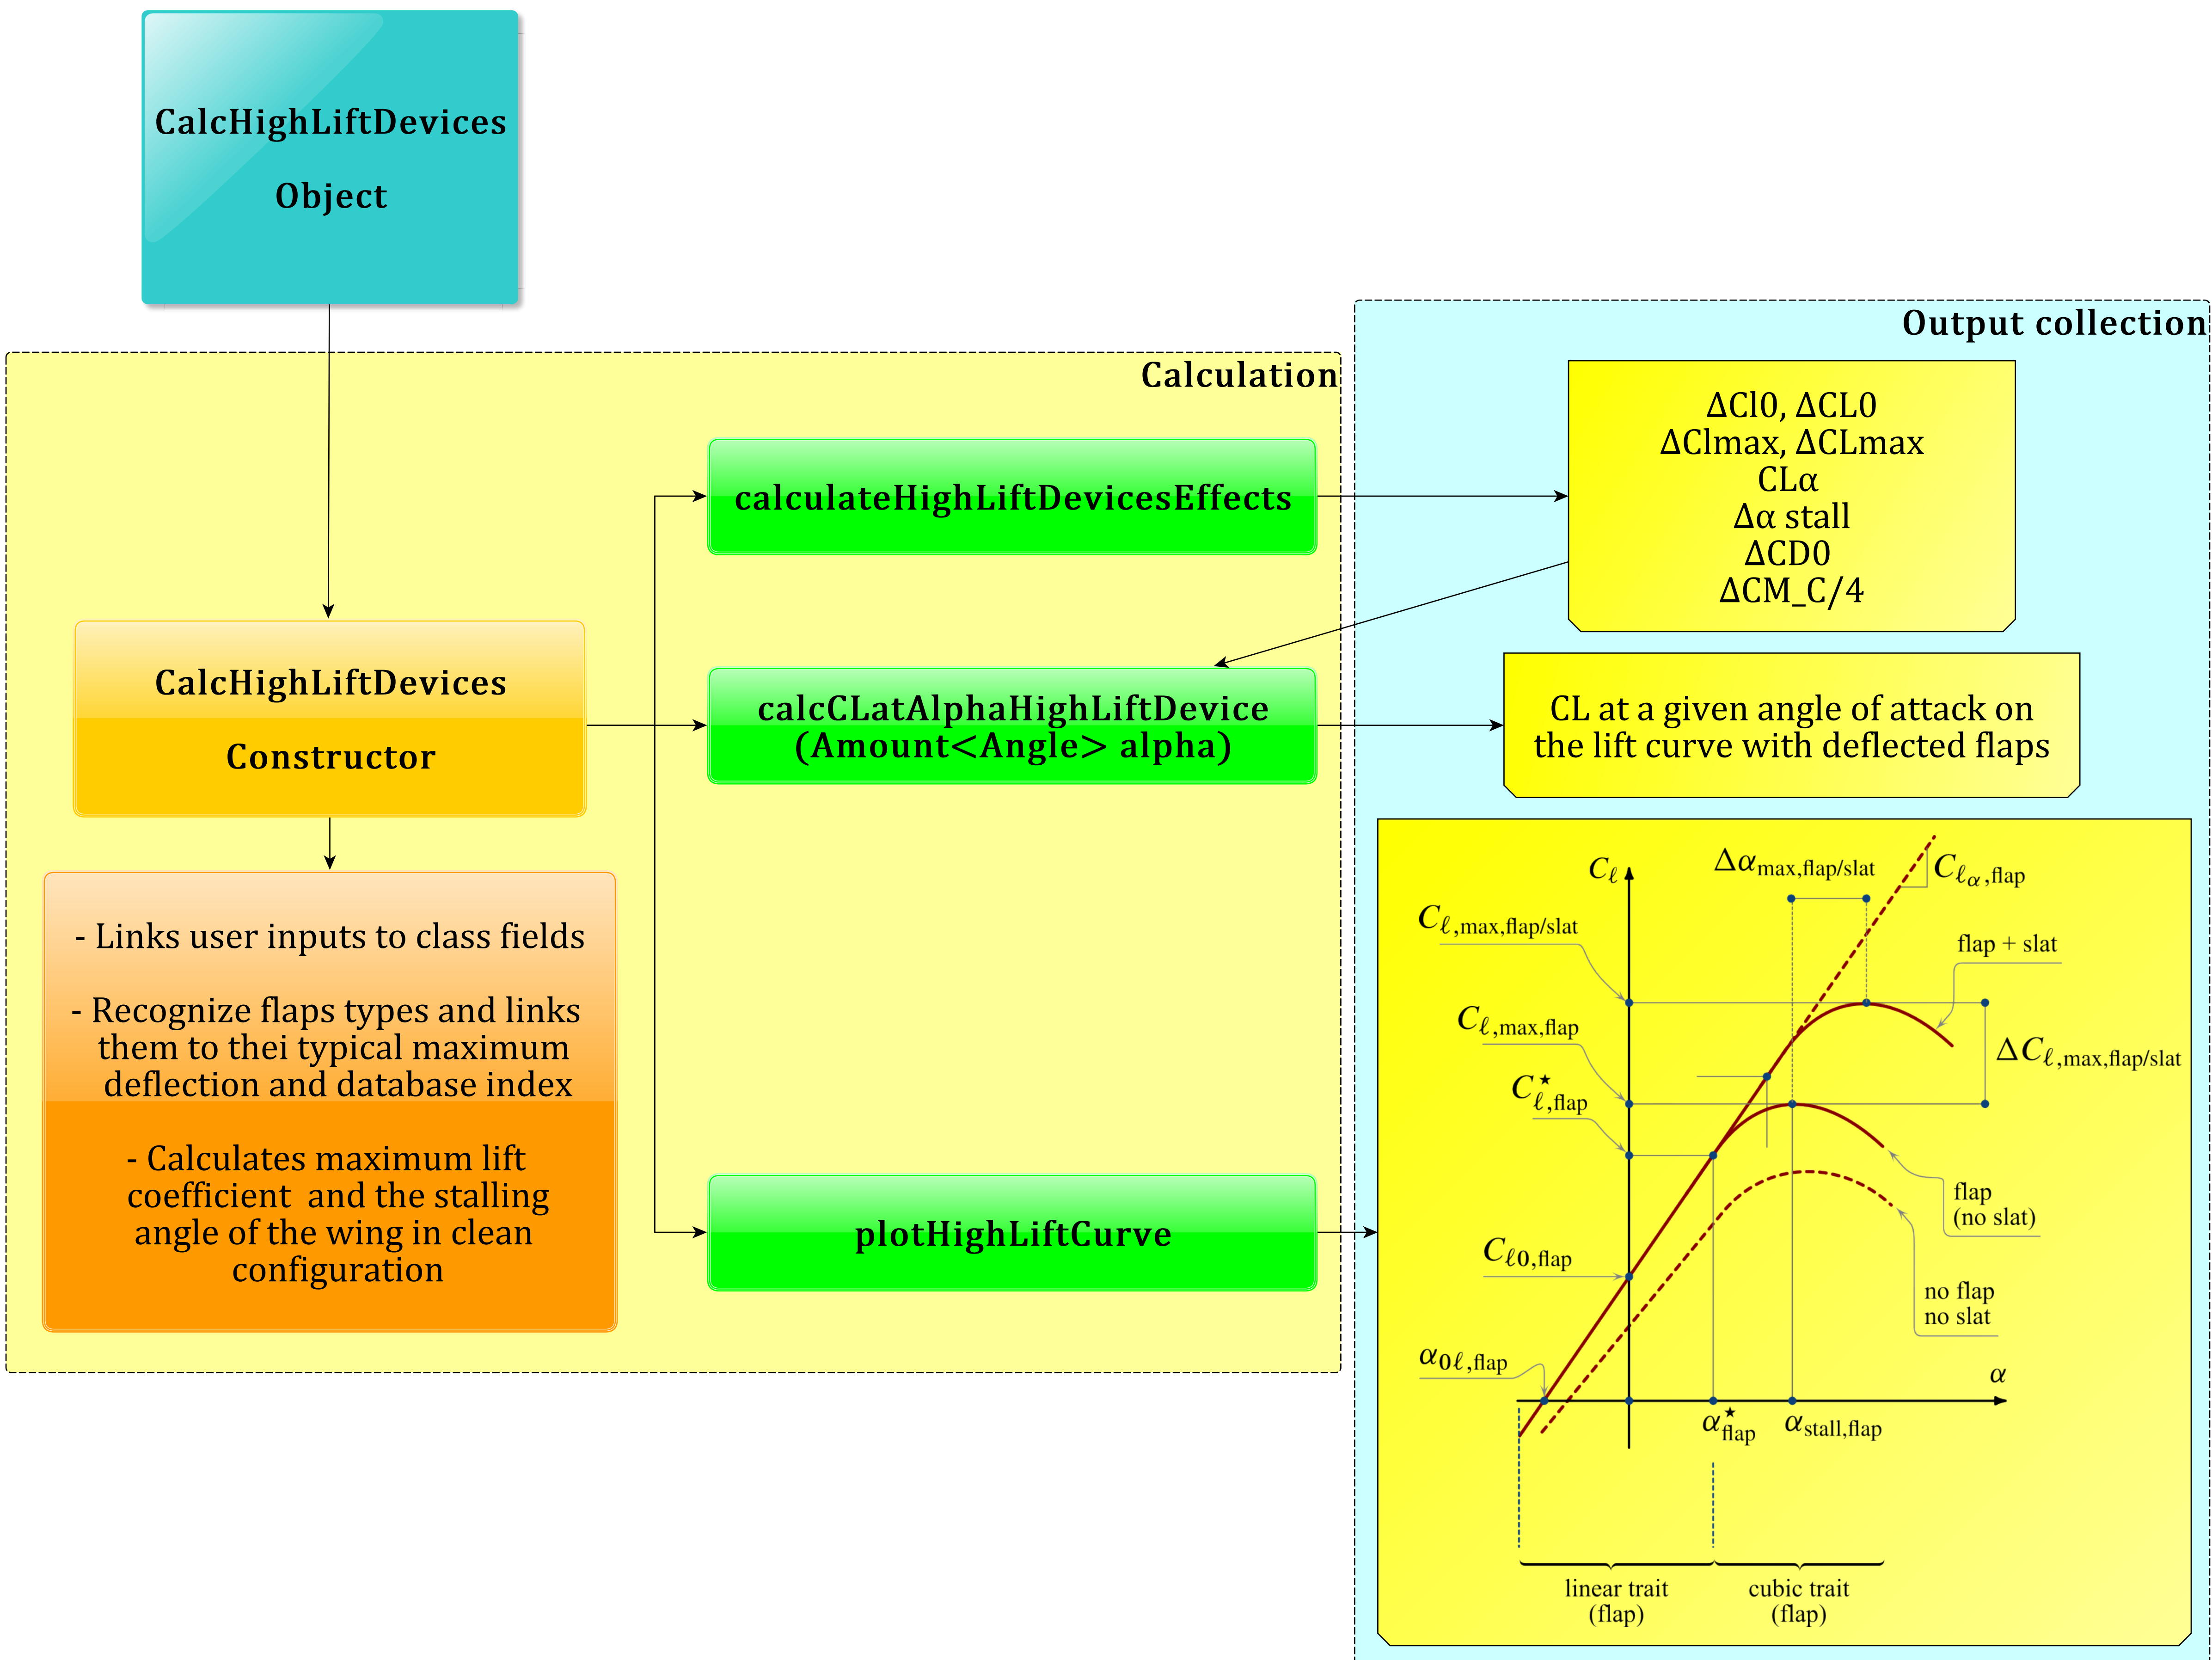 CalcHighLiftDevices
Object
Calculation
CalcHighLiftDevices
Constructor
- Links user inputs to class fields
- Recognize flaps types and links
them to thei typical maximum
deflection and database index
- Calculates maximum lift
coefficient  and the stalling
angle of the wing in clean
configuration
calculateHighLiftDevicesEffects
calcCLatAlphaHighLiftDevice
(Amount<Angle> alpha)
plotHighLiftCurve
Output collection
ΔCl0, ΔCL0
ΔClmax, ΔCLmax
CLα
Δα stall
ΔCD0
ΔCM_C/4
CL at a given angle of attack on
the lift curve with deflected flaps
Cℓ
Δαmax,flap/slat
Cℓα,flap
Cℓ,max,flap/slat
flap + slat
Cℓ,max,flap
ΔCℓ,max,flap/slat
C★ℓ,flap
flap
(no slat)
Cℓ0,flap
no flap
no slat
α0ℓ,flap
α
α★flap
αstall,flap
linear trait
(flap)
cubic trait
(flap)